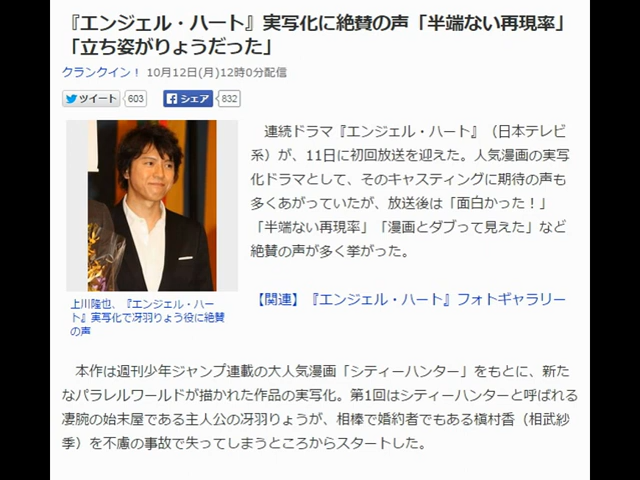 『エンジェル・ハート』実写化に絶賛の声「半端ない再現率」
「立ち姿がりょうだった」
クランクイン！ 10月12日(月)12時0分配信
ツイート 603 シェア 832
連続ドラマ『エンジェル・ハート』（日本テレビ
系）が、11日に初回放送を迎えた。人気漫画の実写
化ドラマとして、そのキャスティングに期待の声も
多くあがっていたが、放送後は「面白かった！」
「半端ない再現率」「漫画とダブって見えた」など
絶賛の声が多く挙がった。
【関連】『エンジェル・ハート』フォトギャラリー
上川隆也、『エンジェル・ハー
ト』実写化で冴羽りょう役に絶賛
の声
本作は週刊少年ジャンプ連載の大人気漫画「シティーハンター」をもとに、新た
なパラレルワールドが描かれた作品の実写化。第1回はシティーハンターと呼ばれる
凄腕の始末屋である主人公の冴羽りょうが、相棒で婚約者でもある槇村香（相武紗
季）を不慮の事故で失ってしまうところからスタートした。